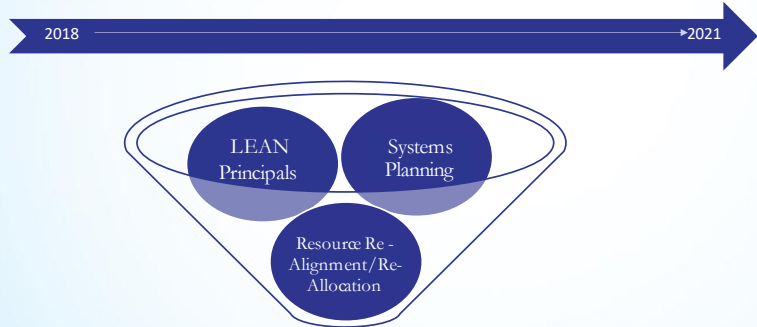 2018
2021
LEAN
Principals
Systems
Planning
Resource Re -
Alignment/Re-
Allocation